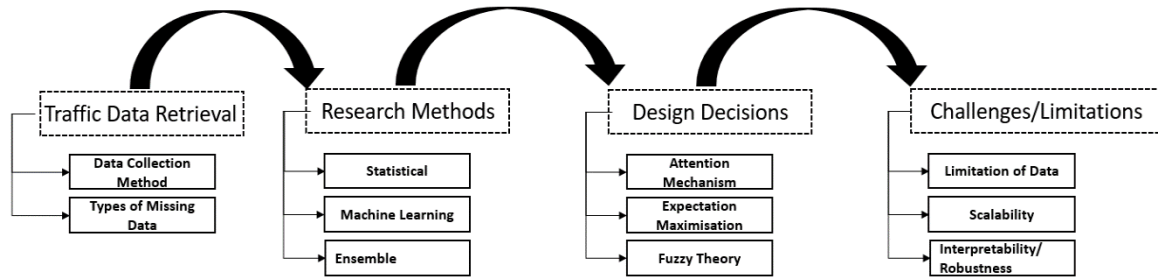 Traffic Data Retrieval
Data Collection
Method
Types of Missing
Data
Research Methods
Statistical
Machine Learning
Ensemble
Design Decisions
Attention
Mechanism
Expectation
Maximisation
Fuzzy Theory
Challenges/Limitations
Limitation of Data
Scalability
Interpretability/
Robustness